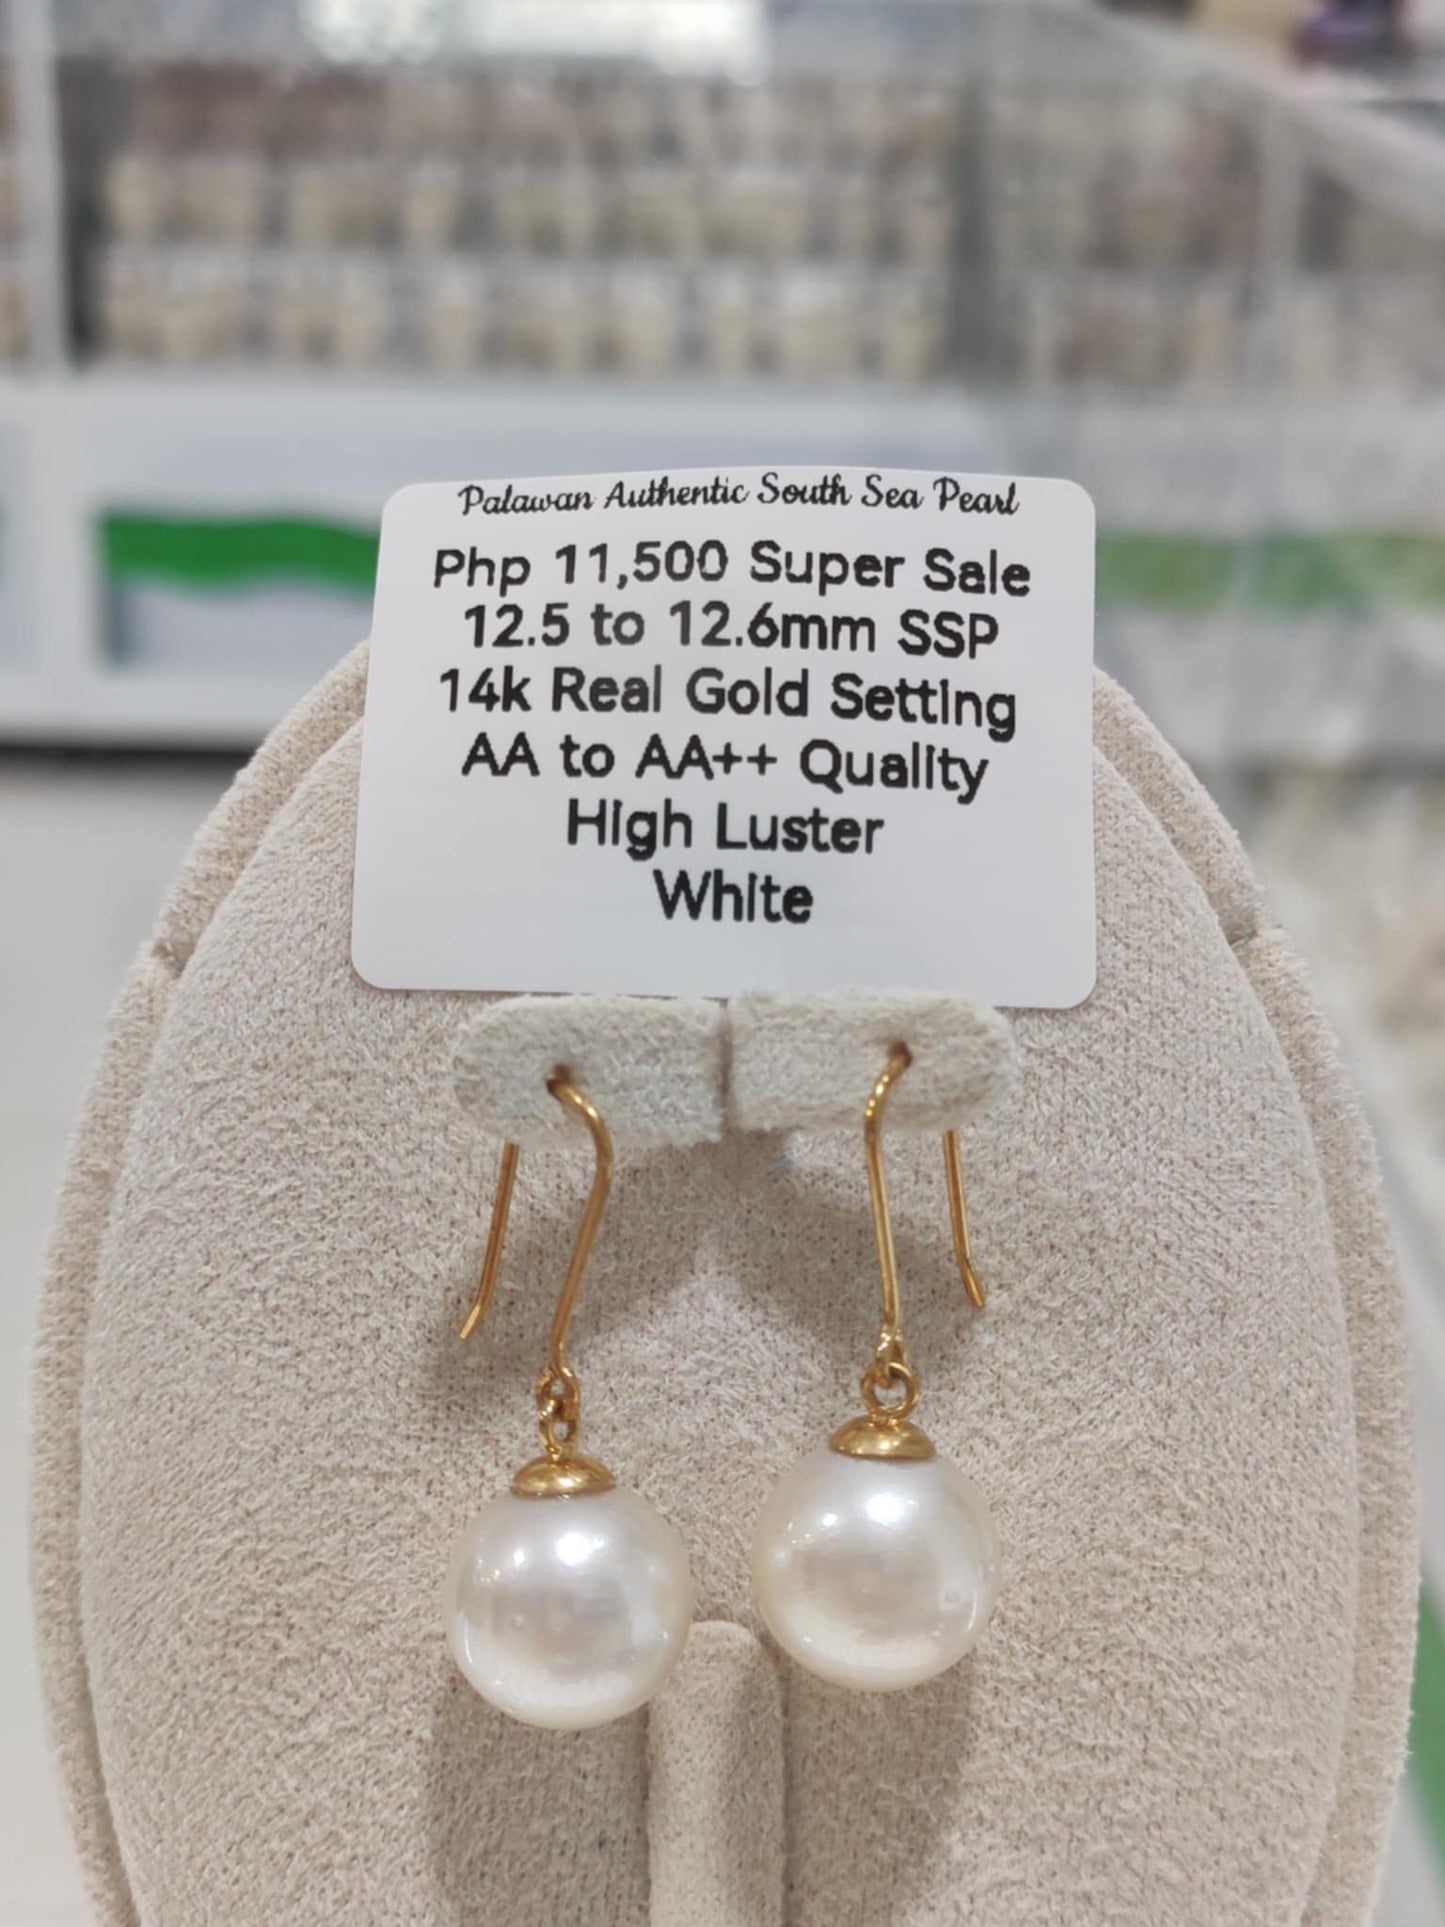 Palawan Authentic South Sea Pearl
Php 11,500 Super Sale
12.5 to 12.6mm SSP
14k Real Gold Setting
AA to AA++ Quality
High Luster
White